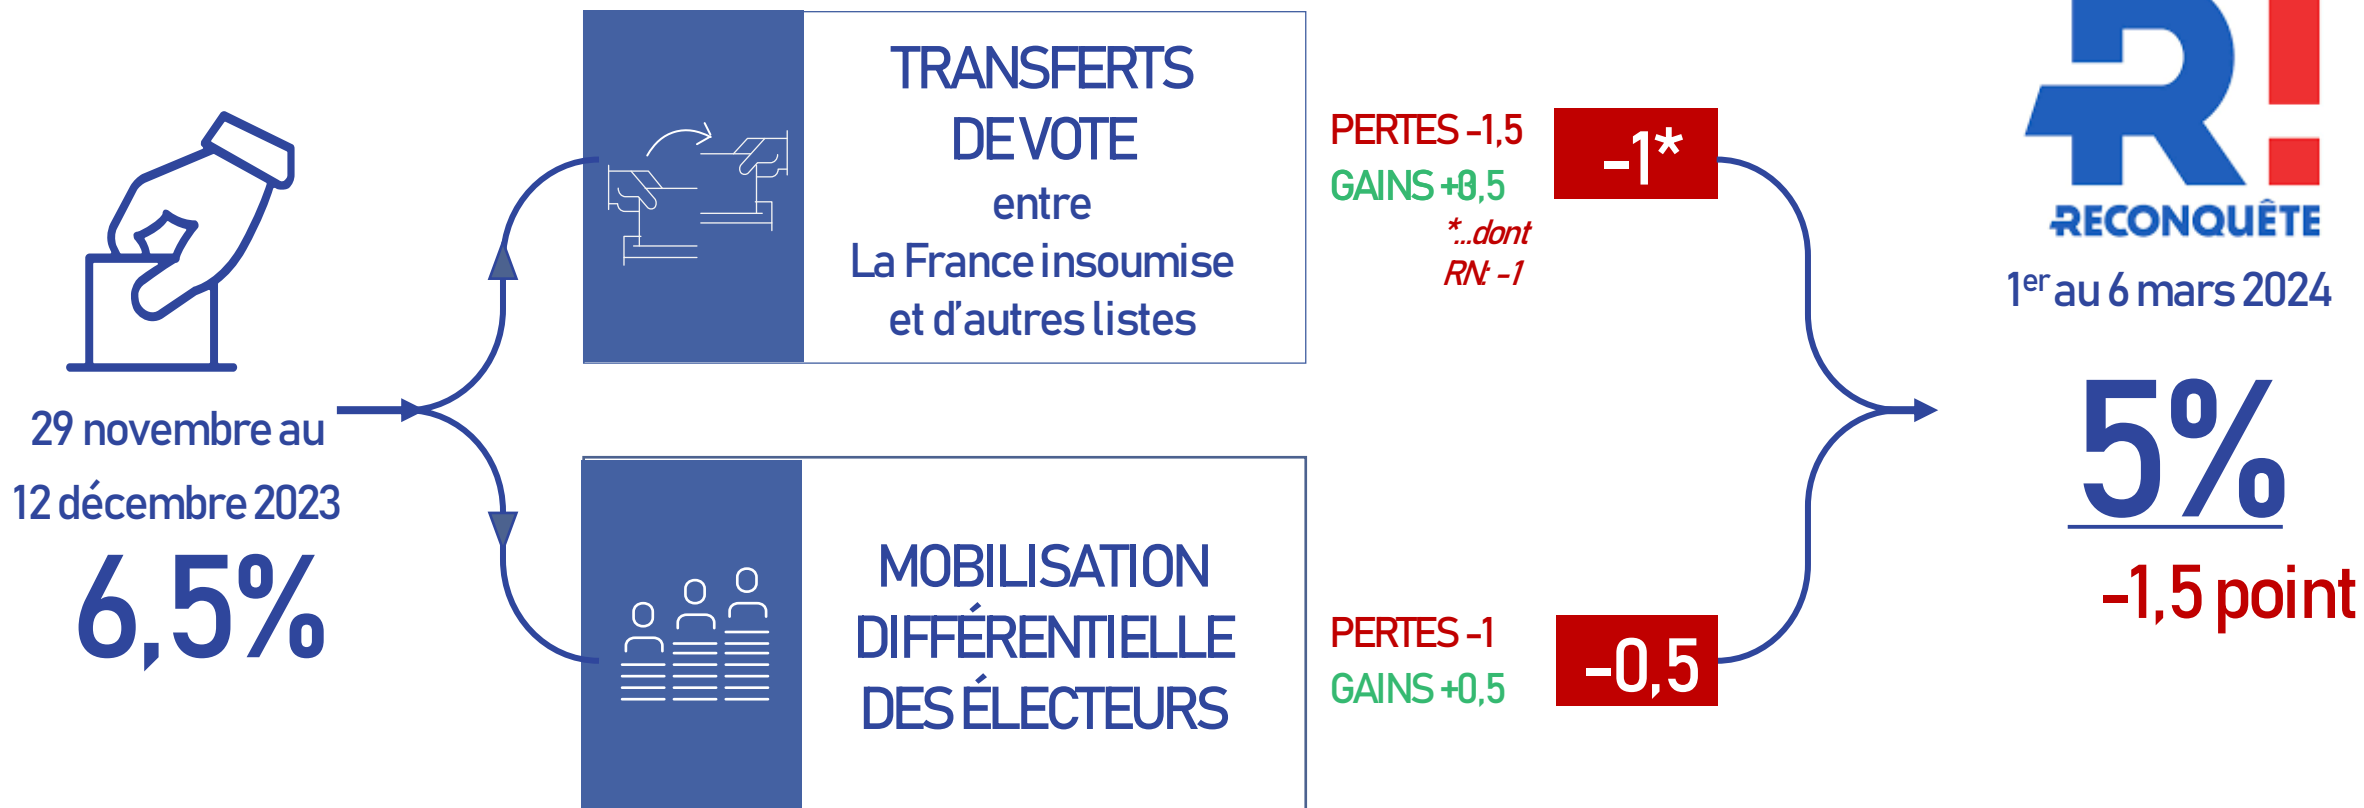 29 novembre au
12 décembre 2023
6,5%
TRANSFERTS
DE VOTE
entre
La France insoumise
et d'autres listes
PERTES -1,5
GAINS
*...dont
RN: -1
-1*
MOBILISATION
DIFFÉRENTIELLE
DES ÉLECTEURS
PERTES -1
GAINS +0,5
-0,5
R!
RECONQUÊTE
1er au 6 mars 2024
5%
-1,5 point